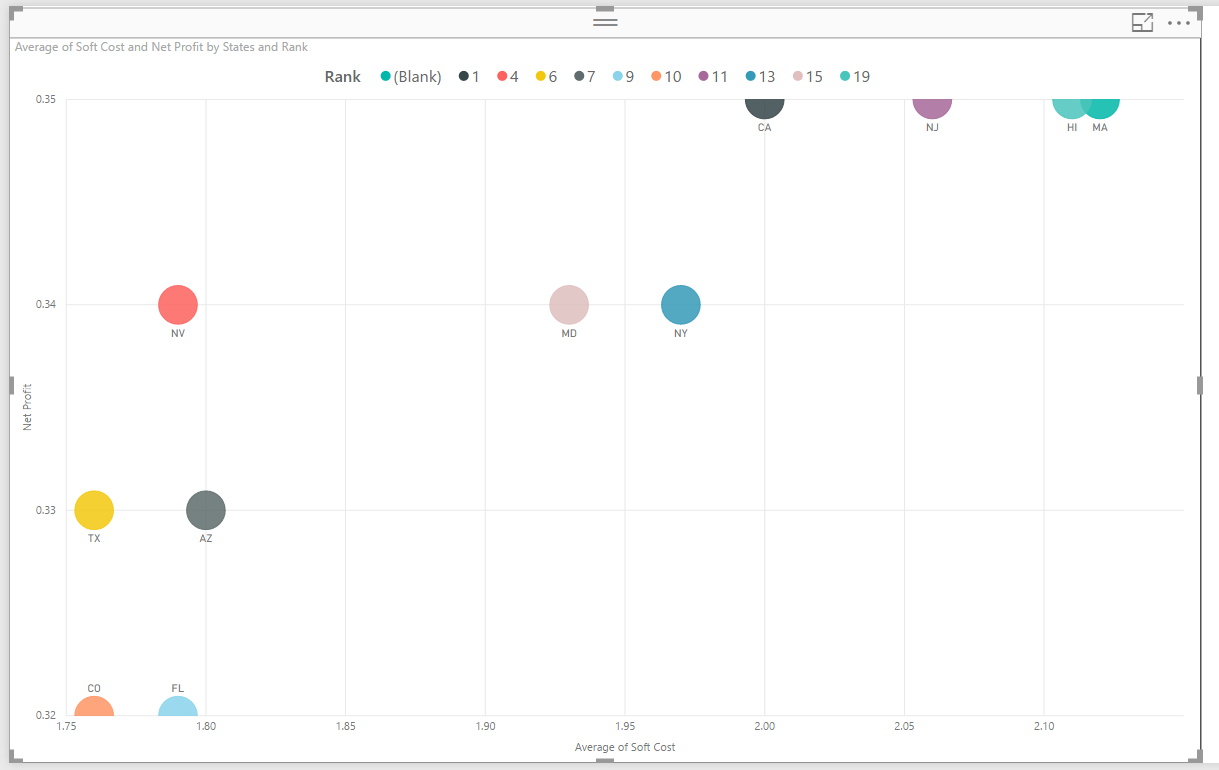 Average of Soft Cost and Net Profit by States and Rank
Rank (Blank) 1 4 6 7 9 10 11 13 15 19
0.35
CA NJ HI MA
0.34
NV MD NY
Net Profit
0.33
TX AZ
CO FL
0.32
1.75 1.80 1.85 1.90 1.95 2.00 2.05 2.10
Average of Soft Cost